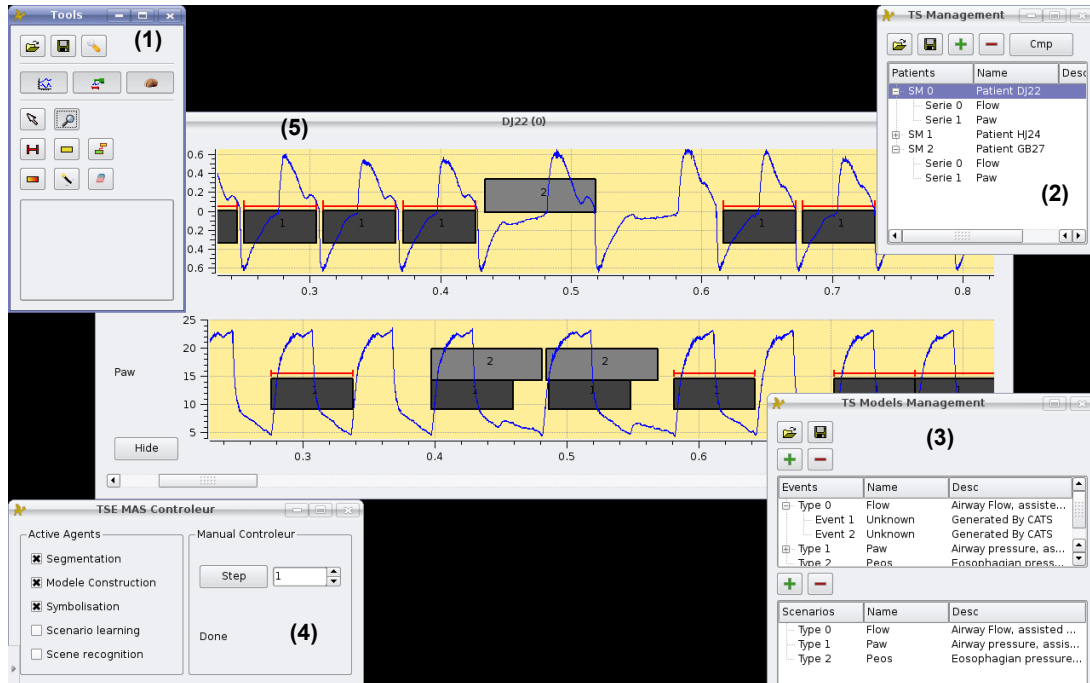 Tools
(1)
TS Management
Cmp
Patients Name Desc
SM 0 Patient DJ22
Serie 0 Flow
Serie 1 Paw
SM 1 Patient HJ24
SM 2 Patient GB27
Serie 0 Flow
Serie 1 Paw
(2)
(5)
DJ22 (0)
0.6
0.4
0.2
0
0.2
0.4
0.6
1 1 1 2 1 1
0.3 0.4 0.5 0.6 0.7 0.8
Paw
Hide
25
20
15
10
5
1 2 1 2 1 1 1
0.3 0.4 0.5 0.6
TS Models Management
(3)
Events Name Desc
Type 0 Flow Airway Flow, assiste...
Event 1 Unknown Generated By CATS
Event 2 Unknown Generated By CATS
Type 1 Paw Airway pressure, as...
Type 2 Peos Eosophagian press...
Scenarios Name Desc
Type 0 Flow Airway Flow, assisted ...
Type 1 Paw Airway pressure, assis...
Type 2 Peos Eosophagian pressure...
TSE MAS Controleur
Active Agents
Segmentation
Modele Construction
Symbolisation
Scenario learning
Scene recognition
Manual Controleur
Step 1
Done
(4)